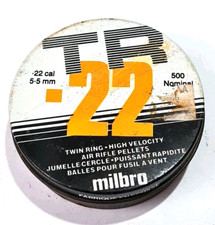 TR
·22 cal
5·5 mm
500
Nominal
·22
TWIN RING · HIGH VELOCITY
AIR RIFLE PELLETS
JUMELLE CERCLE · PUISSANT RAPIDITE
BALLES POUR FUSIL À VENT
milbro